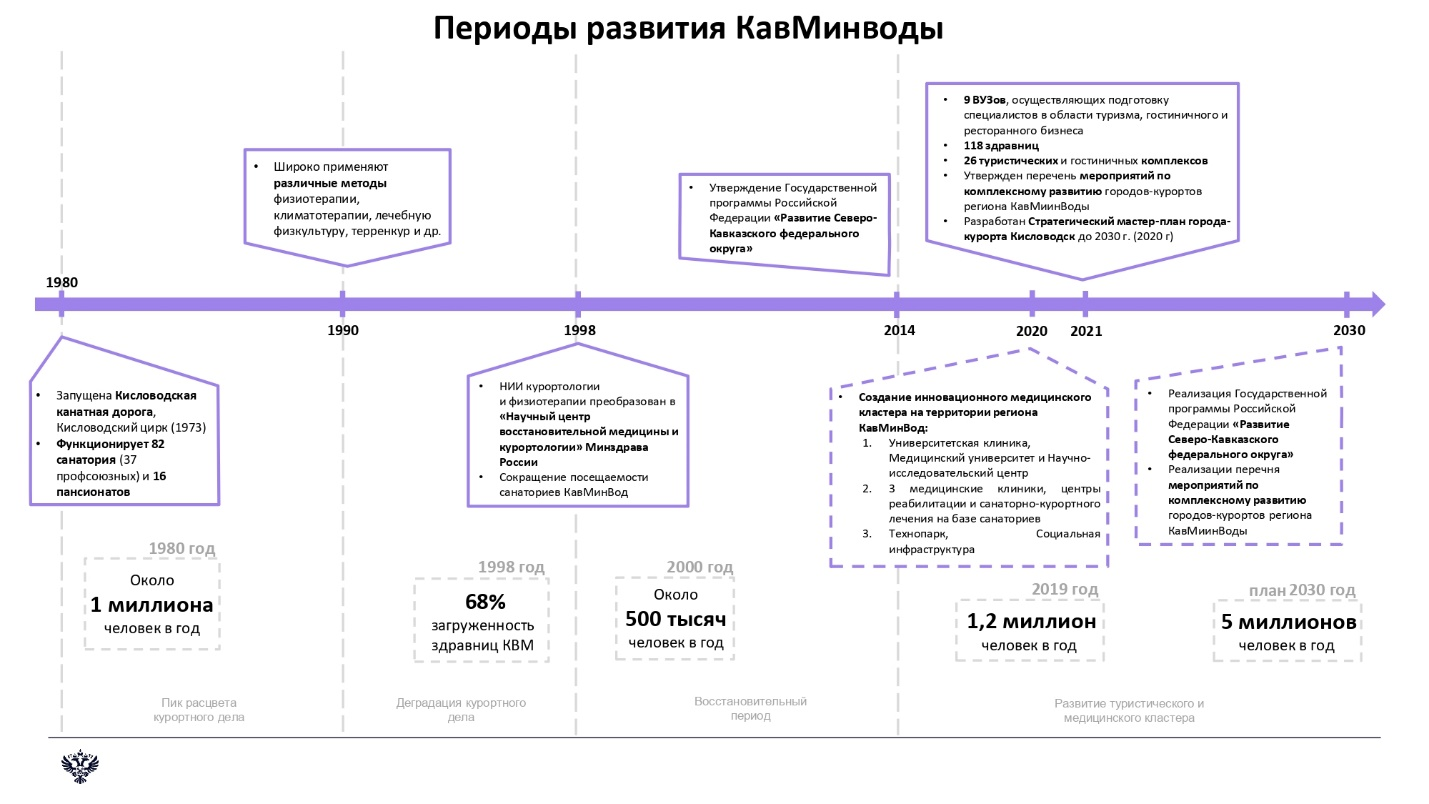 Периоды развития КавМинводы
• 9 ВУЗов, осуществляющих подготовку
специалистов в области туризма, гостиничного и
ресторанного бизнеса
• 118 здравниц
• 26 туристических и гостиничных комплексов
• Утвержден перечень мероприятий по
комплексному развитию городов-курортов
региона КавМиинВоды
• Разработан Стратегический мастер-план города-
курорта Кисловодск до 2030 г. (2020 г)
• Широко применяют
различные методы
физиотерапии,
климатотерапии, лечебную
физкультуру, терренкур и др.
• Утверждение Государственной
программы Российской
Федерации «Развитие Северо-
Кавказского федерального
округа»
1980
1990
1998
2014
2020
2021
2030
• Запущена Кисловодская
канатная дорога,
Кисловодский цирк (1973)
• Функционирует 82
санатория (37
профсоюзных) и 16
пансионатов
• НИИ курортологии
и физиотерапии преобразован в
«Научный центр
восстановительной медицины и
курортологии» Минздрава
России
• Сокращение посещаемости
санаториев КавМинВод
• Создание инновационного медицинского
кластера на территории региона
КавМинВод:
1. Университетская клиника,
Медицинский университет и Научно-
исследовательский центр
2. 3 медицинские клиники, центры
реабилитации и санаторно-курортного
лечения на базе санаториев
3. Технопарк, Социальная
инфраструктура
• Реализация Государственной
программы Российской
Федерации «Развитие
Северо-Кавказского
федерального округа»
• Реализации перечня
мероприятий по
комплексному развитию
городов-курортов региона
КавМиинВоды
1980 год
Около
1 миллиона
человек в год
1998 год
68%
загруженность
здравниц КВМ
2000 год
Около
500 тысяч
человек в год
2019 год
1,2 миллион
человек в год
план 2030 год
5 миллионов
человек в год
Пик расцвета
курортного дела
Деградация курортного
дела
Восстановительный
период
Развитие туристического и
медицинского кластера